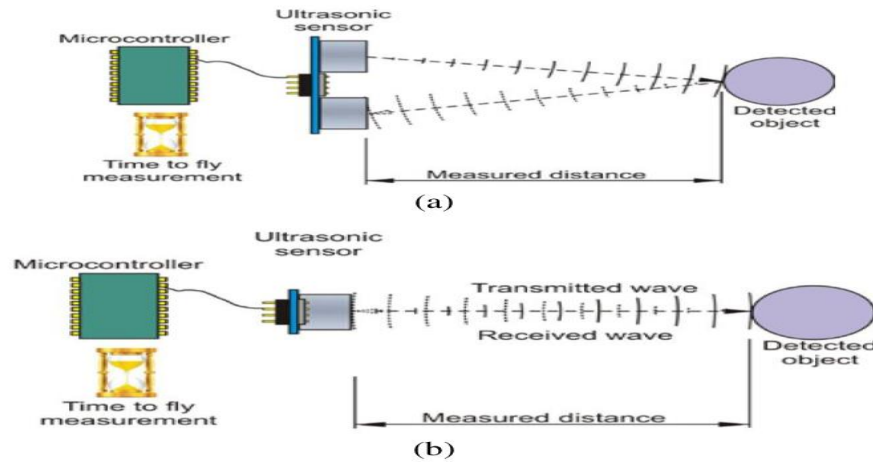 Ultrasonic
sensor
Microcontroller
Time to fly
measurement
Detected
object
Measured distance
(a)
Ultrasonic
sensor
Microcontroller
Transmitted wave
Received wave
Detected
object
Time to fly
measurement
Measured distance
(b)